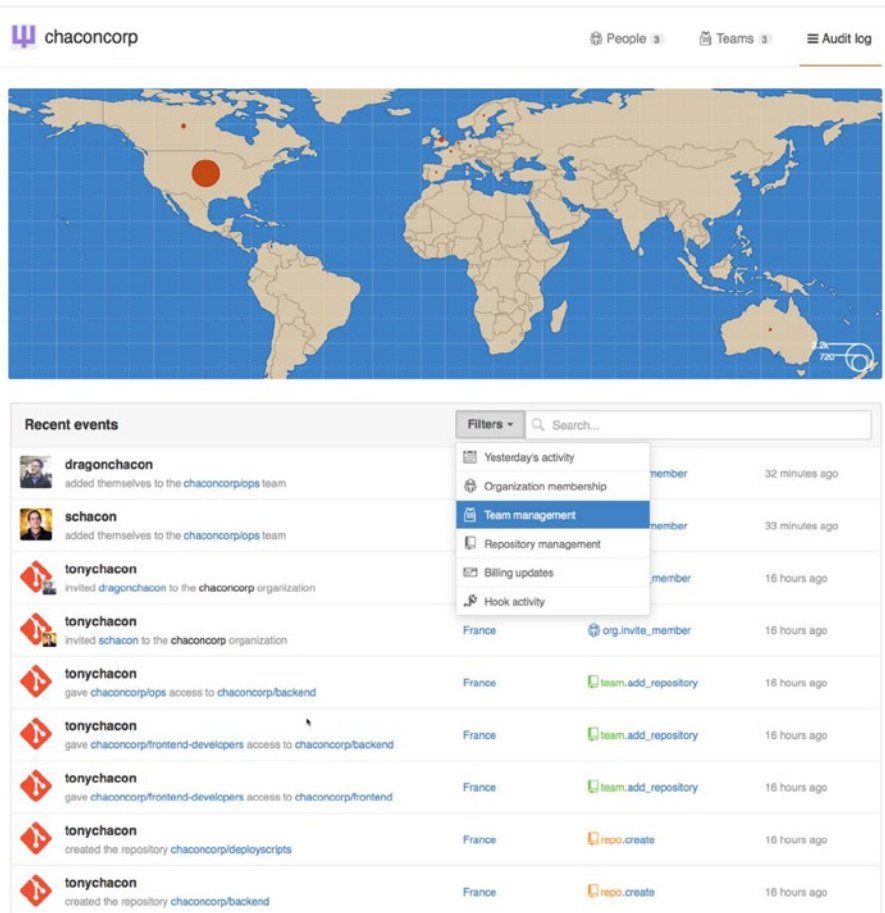 chaconcorp
People 3
Teams 3
Audit log
2.2k
720
Recent events
Filters
Search...
Yesterday's activity
Organization membership
Team management
Repository management
Billing updates
Hook activity
dragonchacon
added themselves to the chaconcorp/ops team
member
32 minutes ago
schacon
added themselves to the chaconcorp/ops team
member
33 minutes ago
tonychacon
invited dragonchacon to the chaconcorp organization
_member
16 hours ago
tonychacon
invited schacon to the chaconcorp organization
France
org.invite_member
16 hours ago
tonychacon
gave chaconcorp/ops access to chaconcorp/backend
France
team.add_repository
16 hours ago
tonychacon
gave chaconcorp/frontend-developers access to chaconcorp/backend
France
team.add_repository
16 hours ago
tonychacon
gave chaconcorp/frontend-developers access to chaconcorp/frontend
France
team.add_repository
16 hours ago
tonychacon
created the repository chaconcorp/deployscripts
France
repo.create
16 hours ago
tonychacon
created the repository chaconcorp/backend
France
repo.create
16 hours ago